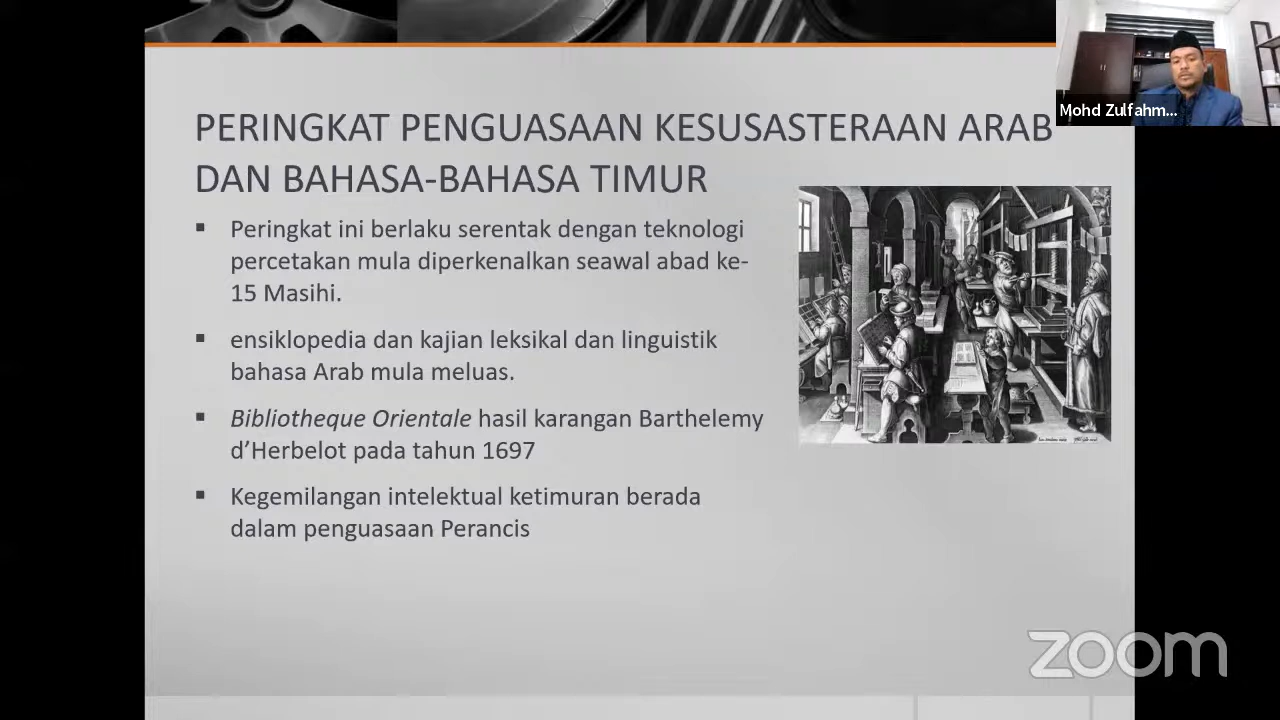 Mohd Zulfahm...
PERINGKAT PENGUASAAN KESUSASTERAAN ARAB
DAN BAHASA-BAHASA TIMUR
▪ Peringkat ini berlaku serentak dengan teknologi
percetakan mula diperkenalkan seawal abad ke-
15 Masihi.
▪ ensiklopedia dan kajian leksikal dan linguistik
bahasa Arab mula meluas.
▪ Bibliotheque Orientale hasil karangan Barthelemy
d’Herbelot pada tahun 1697
▪ Kegemilangan intelektual ketimuran berada
dalam penguasaan Perancis
zoom